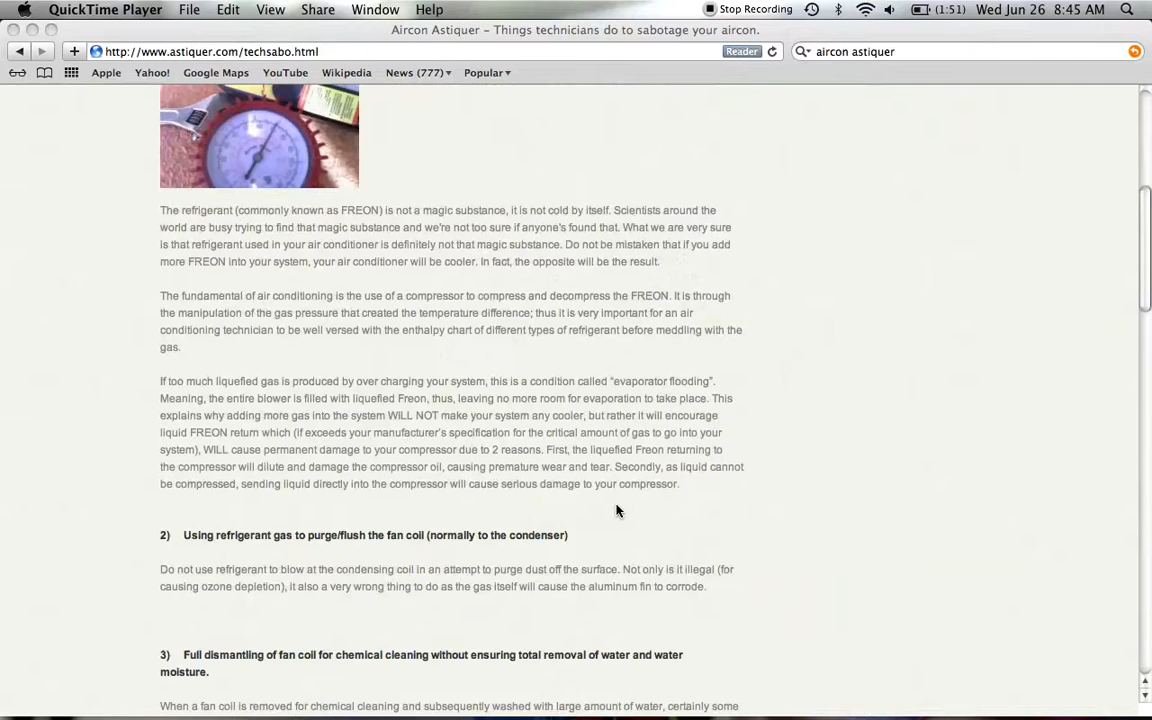 QuickTime Player File Edit View Share Window Help Stop Recording (1:51) Wed Jun 26 8:45 AM
Aircon Astiquer – Things technicians do to sabotage your aircon.
http://www.astiquer.com/techsabo.html Reader aircon astiquer
Apple Yahoo! Google Maps YouTube Wikipedia News (777) Popular
The refrigerant (commonly known as FREON) is not a magic substance, it is not cold by itself. Scientists around the
world are busy trying to find that magic substance and we're not too sure if anyone's found that. What we are very sure
is that refrigerant used in your air conditioner is definitely not that magic substance. Do not be mistaken that if you add
more FREON into your system, your air conditioner will be cooler. In fact, the opposite will be the result.
The fundamental of air conditioning is the use of a compressor to compress and decompress the FREON. It is through
the manipulation of the gas pressure that created the temperature difference; thus it is very important for an air
conditioning technician to be well versed with the enthalpy chart of different types of refrigerant before meddling with the
gas.
If too much liquefied gas is produced by over charging your system, this is a condition called “evaporator flooding”.
Meaning, the entire blower is filled with liquefied Freon, thus, leaving no more room for evaporation to take place. This
explains why adding more gas into the system WILL NOT make your system any cooler, but rather it will encourage
liquid FREON return which (if exceeds your manufacturer's specification for the critical amount of gas to go into your
system), WILL cause permanent damage to your compressor due to 2 reasons. First, the liquefied Freon returning to
the compressor will dilute and damage the compressor oil, causing premature wear and tear. Secondly, as liquid cannot
be compressed, sending liquid directly into the compressor will cause serious damage to your compressor.
2) Using refrigerant gas to purge/flush the fan coil (normally to the condenser)
Do not use refrigerant to blow at the condensing coil in an attempt to purge dust off the surface. Not only is it illegal (for
causing ozone depletion), it also a very wrong thing to do as the gas itself will cause the aluminum fin to corrode.
3) Full dismantling of fan coil for chemical cleaning without ensuring total removal of water and water
moisture.
When a fan coil is removed for chemical cleaning and subsequently washed with large amount of water, certainly some